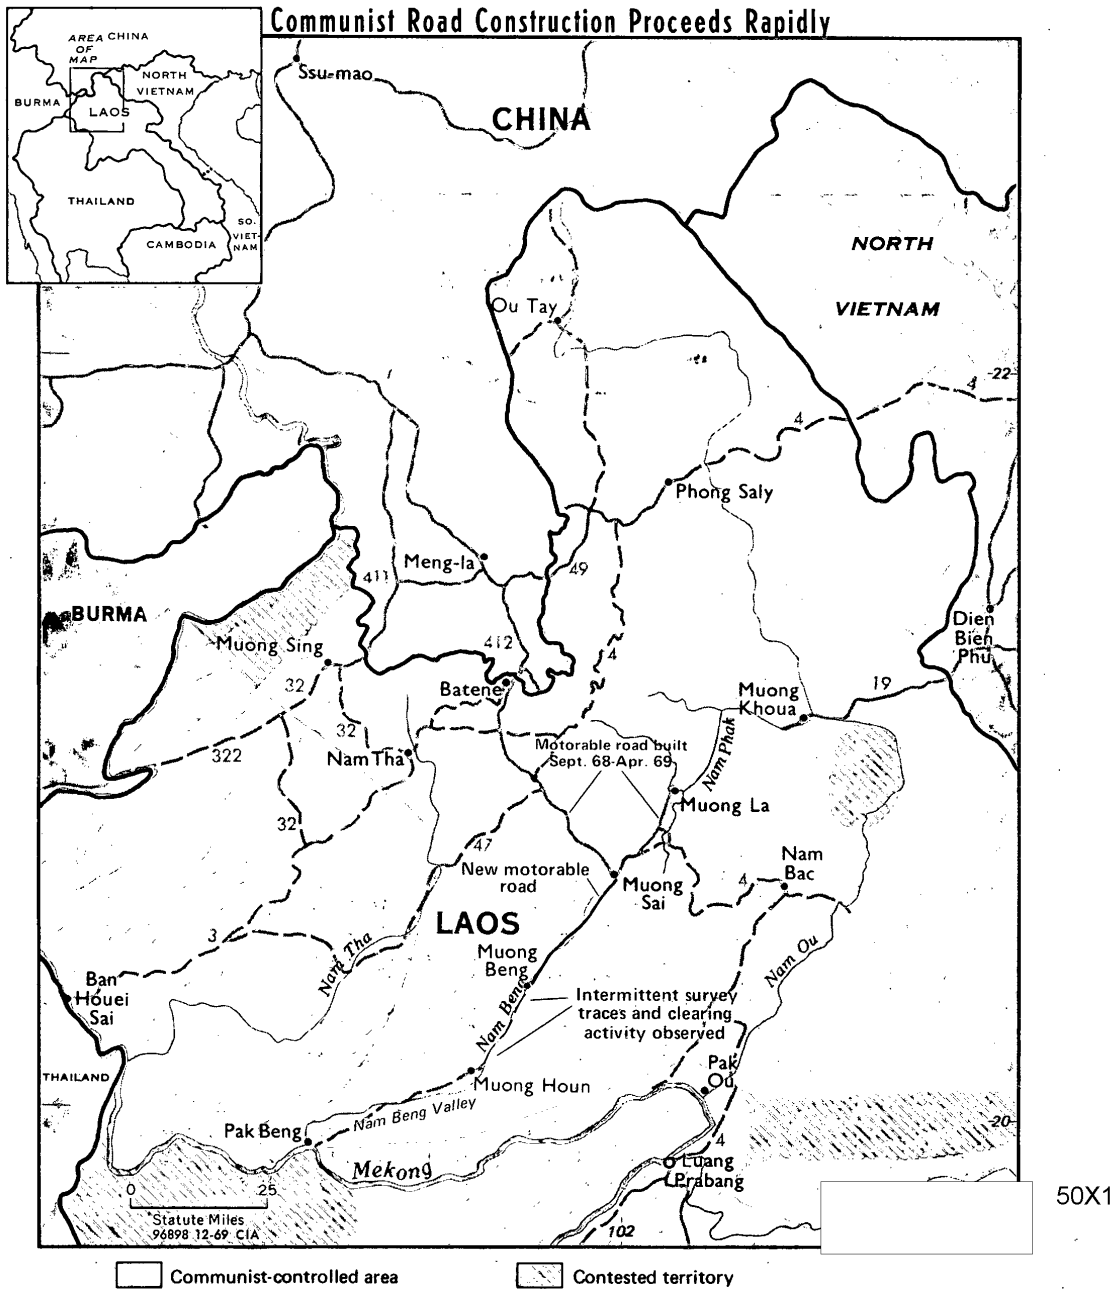 Communist Road Construction Proceeds Rapidly
AREA
OF
MAP
CHINA
NORTH
VIETNAM
BURMA
LAOS
THAILAND
CAMBODIA
SO.
VIET-
NAM
Ssu-mao
CHINA
NORTH
VIETNAM
Ou Tay
22
4
4
Phong Saly
Meng-la
49
411
BURMA
Muong Sing
412
4
Dien
Bien
Phu
32
Batene
Muong
Khoua
19
32
322
Nam Tha
Motorable road built
Sept. 68-Apr. 69
Nam Phak
Muong La
32
47
New motorable
road
Muong
Sai
4
Nam
Bac
LAOS
3
Nam Tha
Muong
Beng
Nam Ou
Ban
Houei
Sai
Nam Beng
Intermittent survey
traces and clearing
activity observed
THAILAND
Muong Houn
Pak
Ou
Nam Beng Valley
Pak Beng
20
4
Mekong
Luang
Prabang
0 25
Statute Miles
96898 12-69 CIA
102
50X1
Communist-controlled area
Contested territory